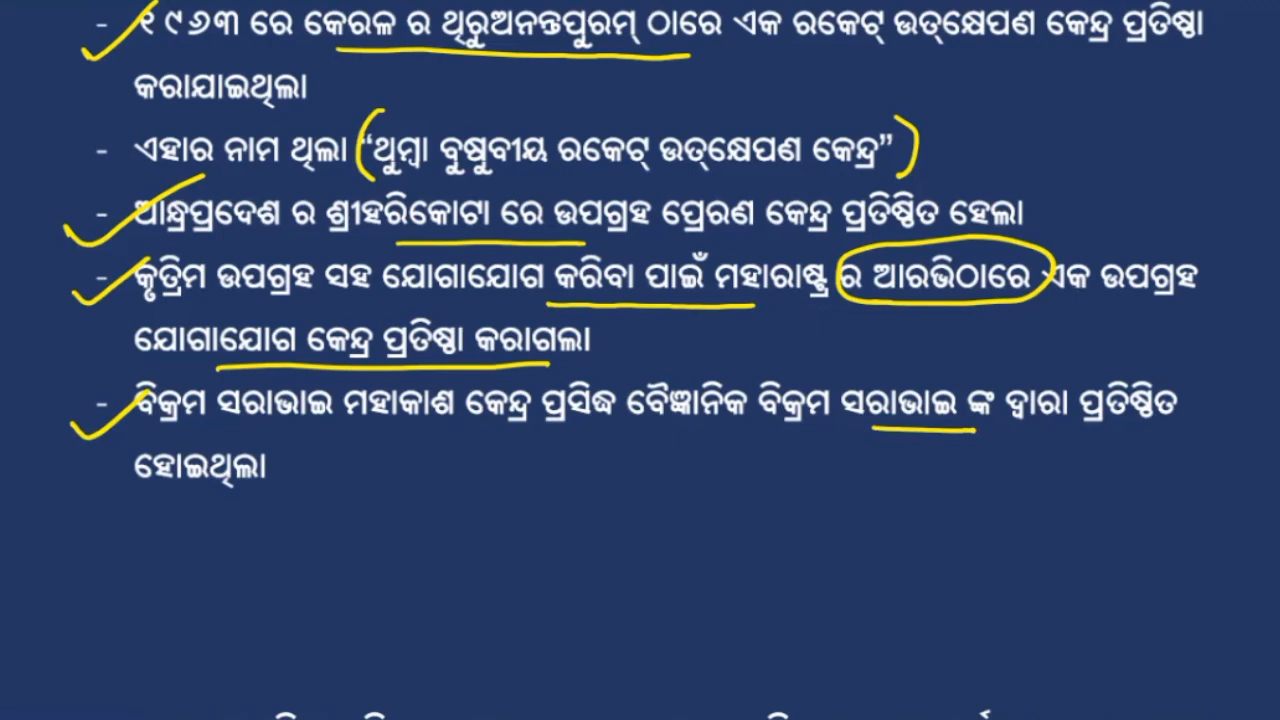 - ୧୯୬୩ ରେ କେରଳ ର ଥିରୁଅନନ୍ତପୁରମ୍ ଠାରେ ଏକ ରକେଟ୍ ଉତ୍‌କ୍ଷେପଣ କେନ୍ଦ୍ର ପ୍ରତିଷ୍ଠା
କରାଯାଇଥିଲା
- ଏହାର ନାମ ଥିଲା “ଥୁମ୍ବା ବୁଷୁବୀୟ ରକେଟ୍ ଉତ୍‌କ୍ଷେପଣ କେନ୍ଦ୍ର”
- ଆନ୍ଧ୍ରପ୍ରଦେଶ ର ଶ୍ରୀହରିକୋଟା ରେ ଉପଗ୍ରହ ପ୍ରେରଣ କେନ୍ଦ୍ର ପ୍ରତିଷ୍ଠିତ ହେଲା
- କୃତ୍ରିମ ଉପଗ୍ରହ ସହ ଯୋଗାଯୋଗ କରିବା ପାଇଁ ମହାରାଷ୍ଟ୍ର ର ଆରଭିଠାରେ ଏକ ଉପଗ୍ରହ
ଯୋଗାଯୋଗ କେନ୍ଦ୍ର ପ୍ରତିଷ୍ଠା କରାଗଲା
- ବିକ୍ରମ ସରାଭାଇ ମହାକାଶ କେନ୍ଦ୍ର ପ୍ରସିଦ୍ଧ ବୈଜ୍ଞାନିକ ବିକ୍ରମ ସରାଭାଇ ଙ୍କ ଦ୍ୱାରା ପ୍ରତିଷ୍ଠିତ
ହୋଇଥିଲା